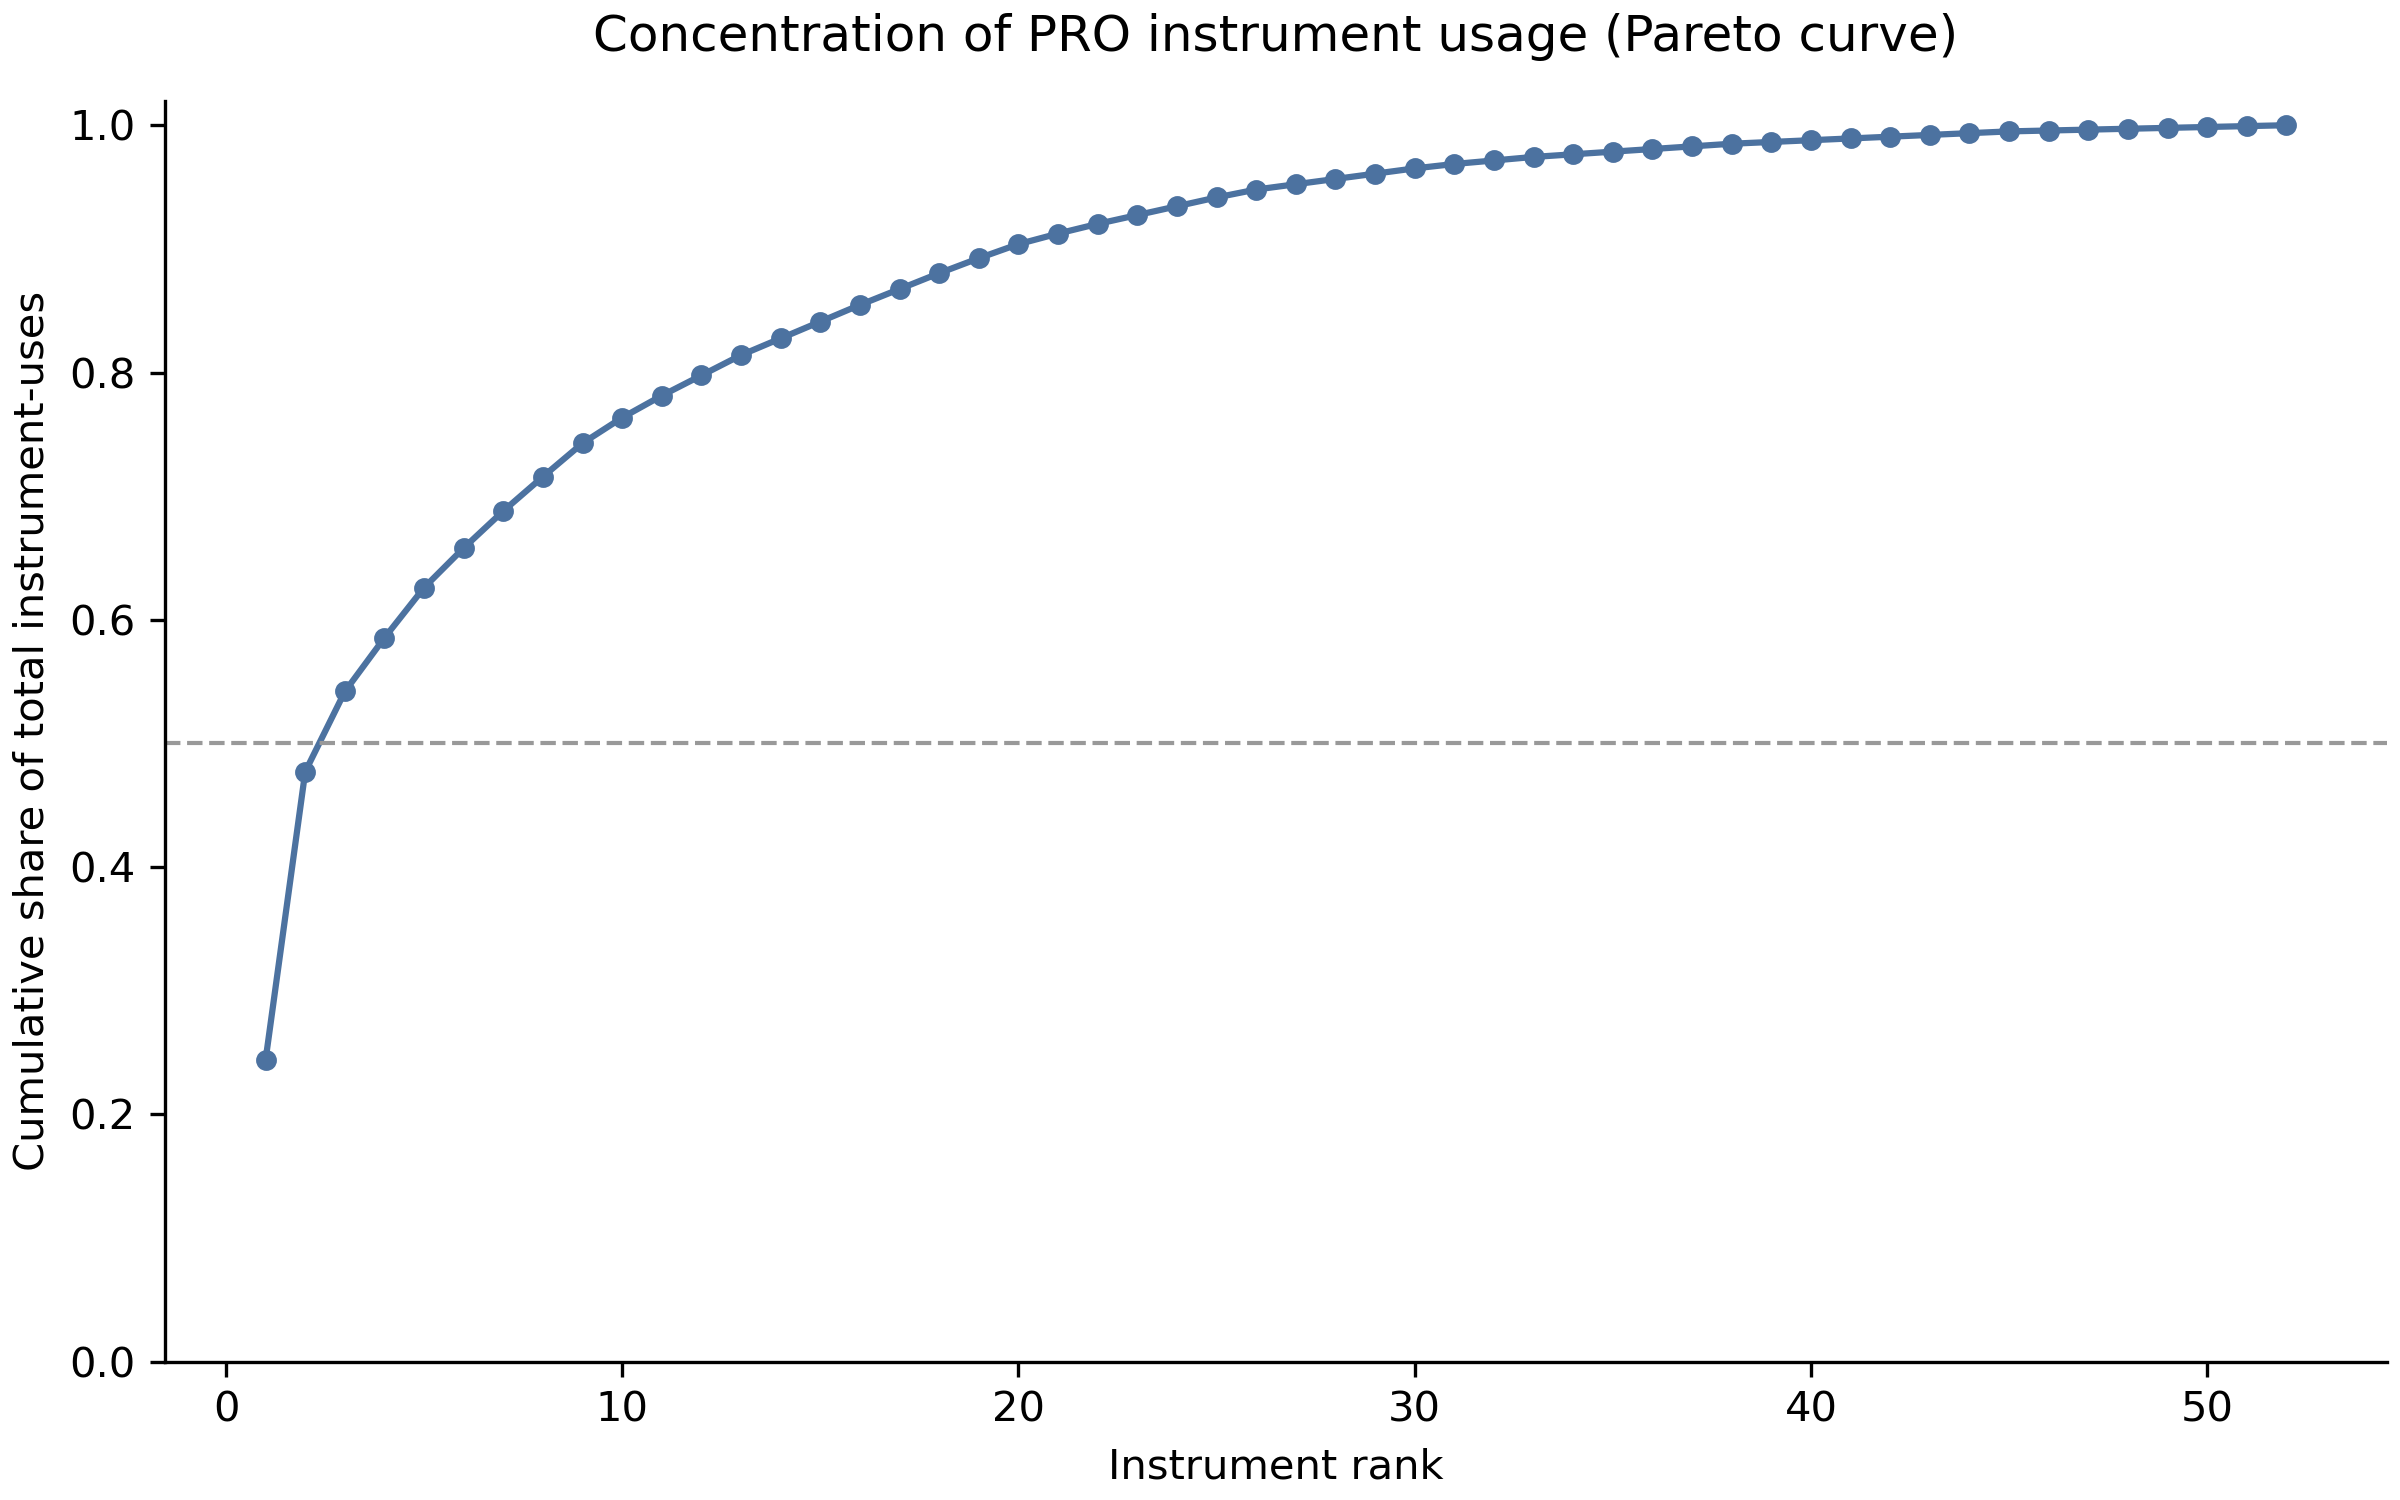 Concentration of PRO instrument usage (Pareto curve)
Cumulative share of total instrument-uses
1.0
0.8
0.6
0.4
0.2
0.0
0 10 20 30 40 50
Instrument rank